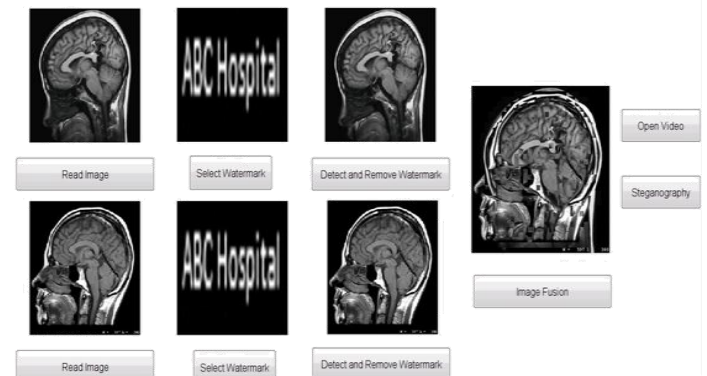 ABC Hospital
Open Video
Read Image
Select Watermark
Detect and Remove Watermark
Steganography
ABC Hospital
Image Fusion
Read Image
Select Watermark
Detect and Remove Watermark